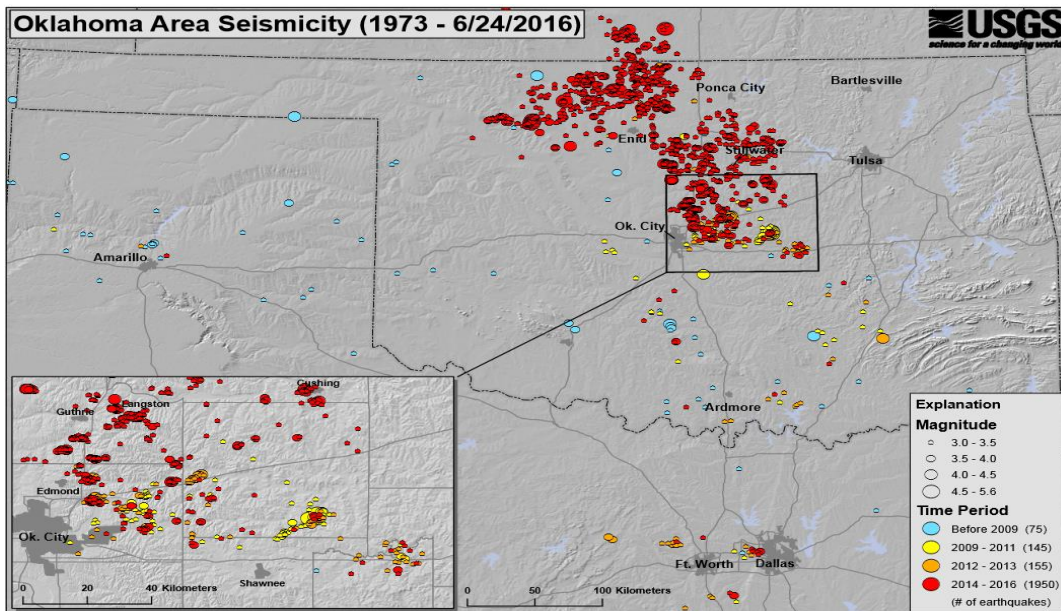 Oklahoma Area Seismicity (1973 - 6/24/2016)
USGS
science for a changing world
Bartlesville
Ponca City
Enid
Stillwater
Tulsa
Ok. City
Amarillo
Ardmore
Ft. Worth
Dallas
Cushing
Langston
Guthrie
Edmond
Ok. City
Shawnee
0 20 40 Kilometers
0 50 100 Kilometers
Explanation
Magnitude
3.0 - 3.5
3.5 - 4.0
4.0 - 4.5
4.5 - 5.6
Time Period
Before 2009 (75)
2009 - 2011 (145)
2012 - 2013 (155)
2014 - 2016 (1950)
(# of earthquakes)